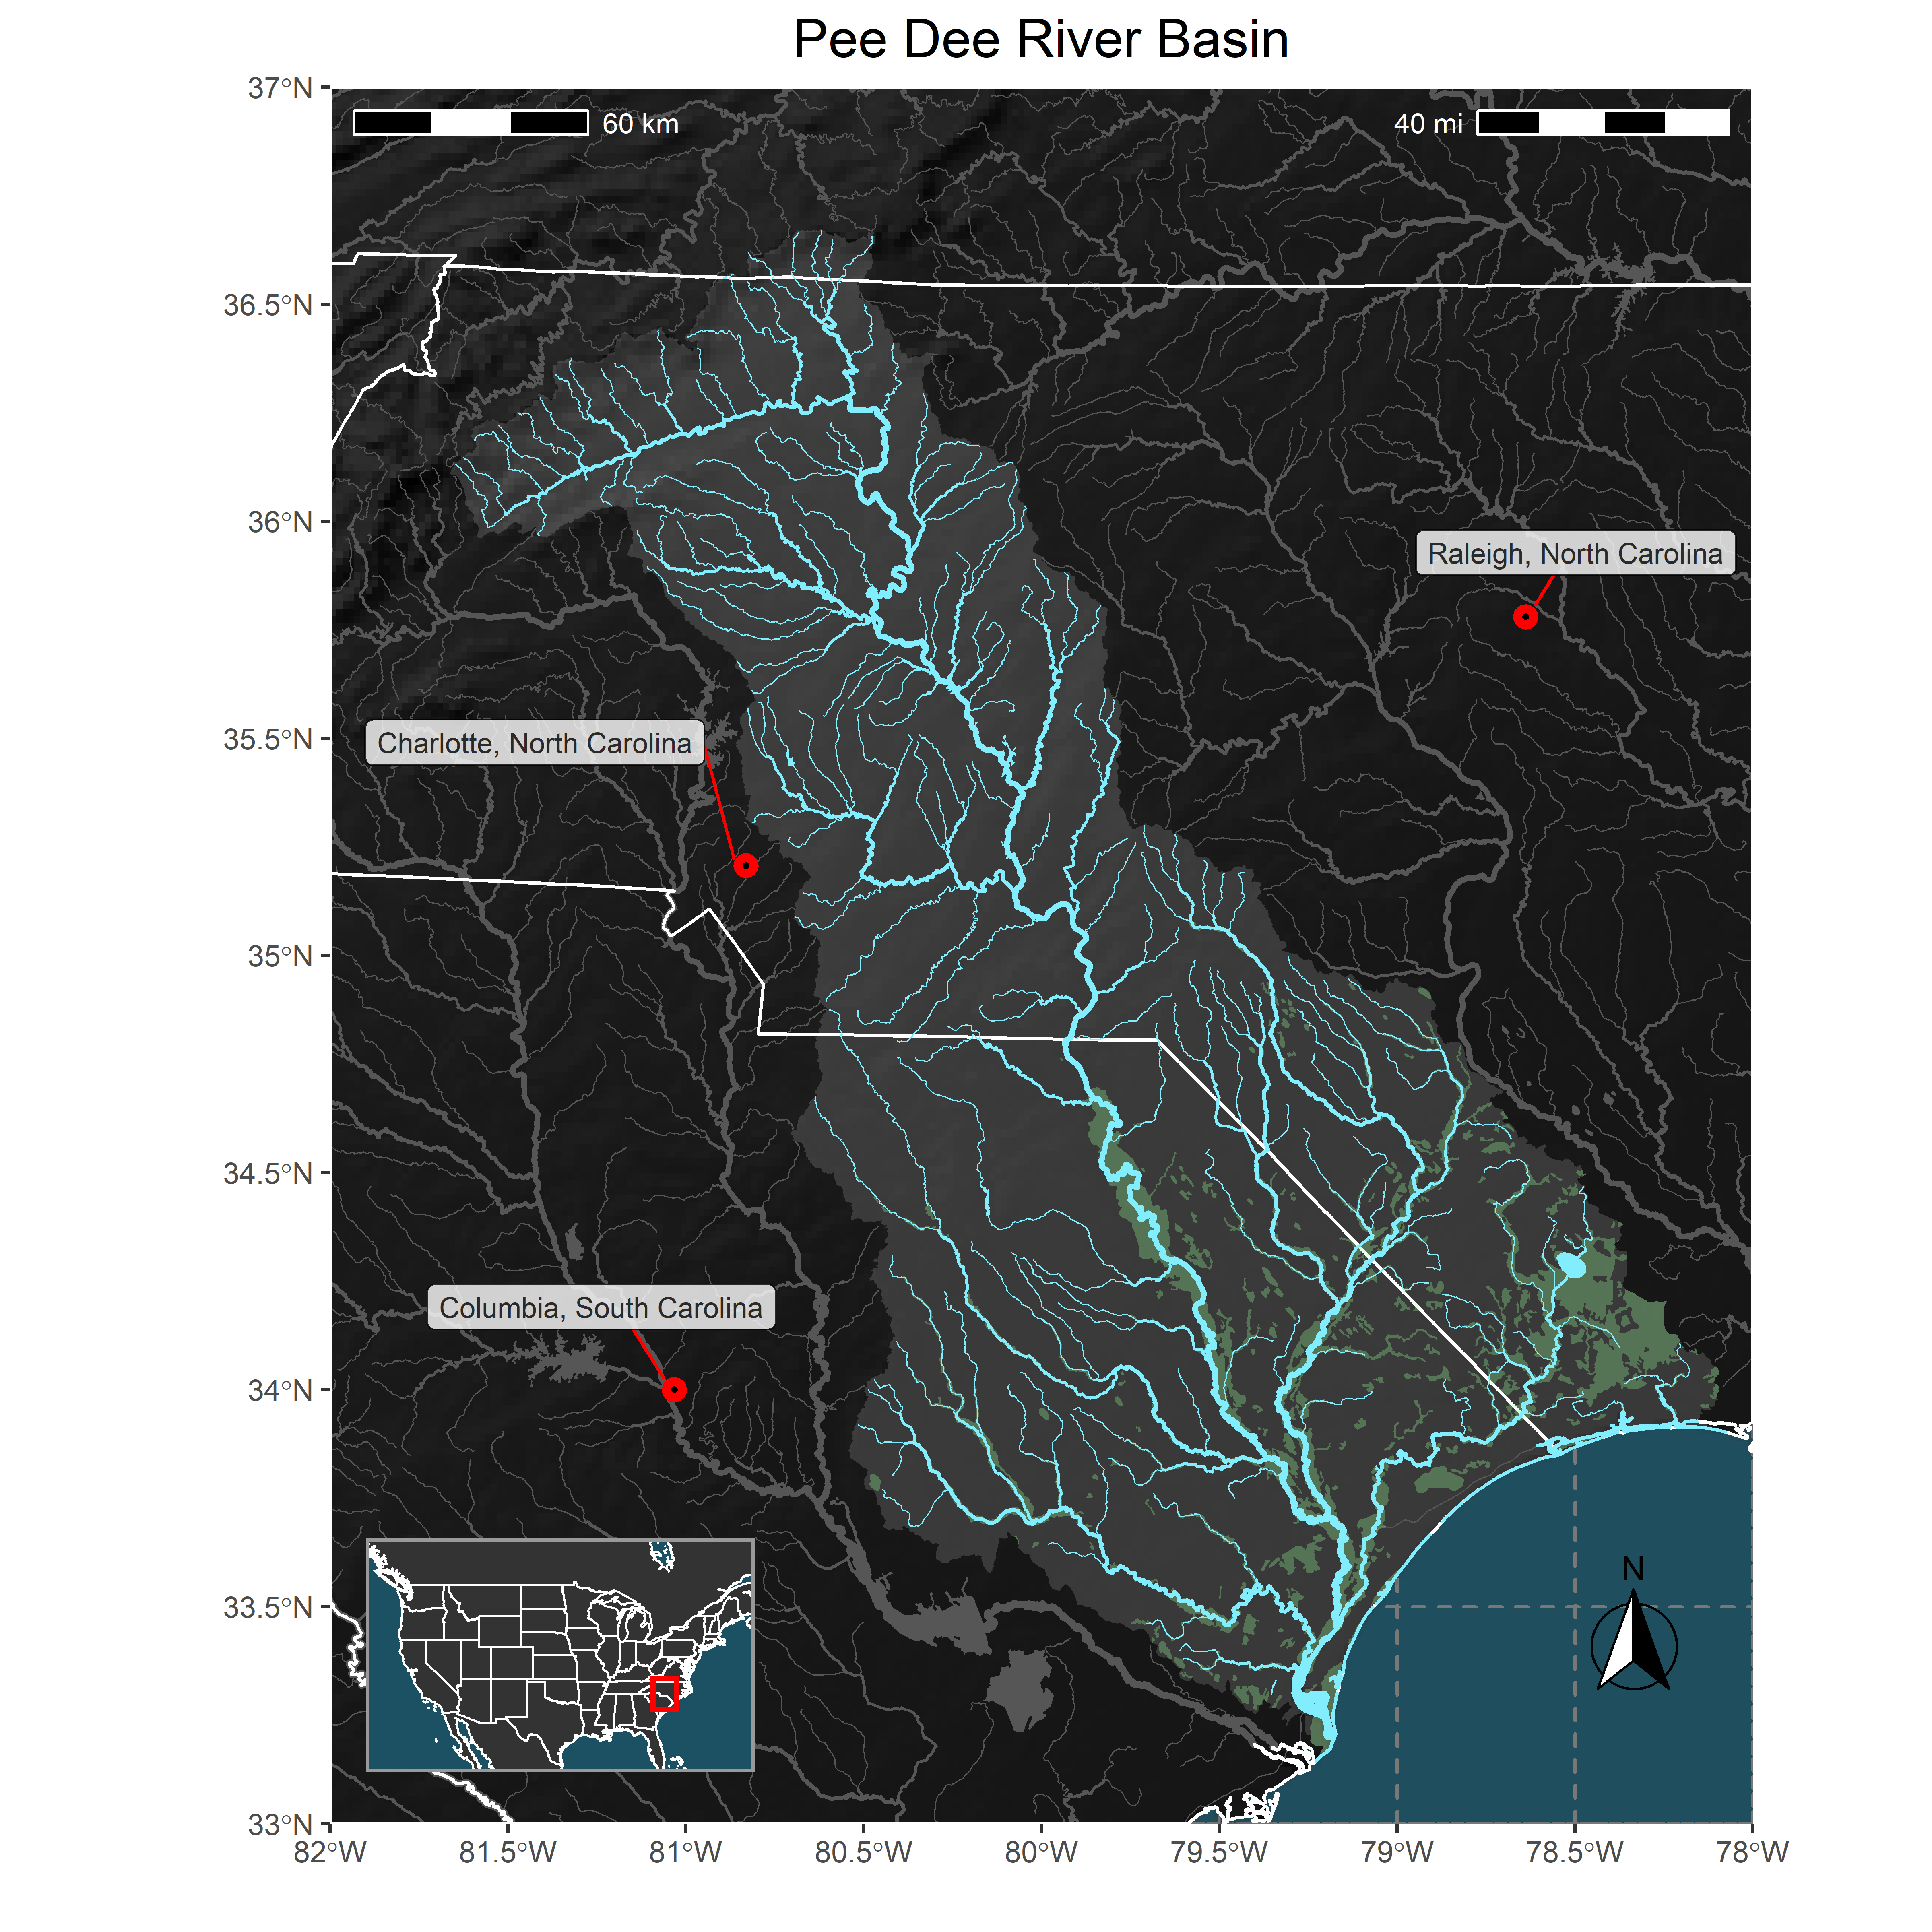 Pee Dee River Basin
37°N
60 km
40 mi
36.5°N
36°N
Raleigh, North Carolina
35.5°N
Charlotte, North Carolina
35°N
34.5°N
Columbia, South Carolina
34°N
N
33.5°N
33°N
82°W
81.5°W
81°W
80.5°W
80°W
79.5°W
79°W
78.5°W
78°W